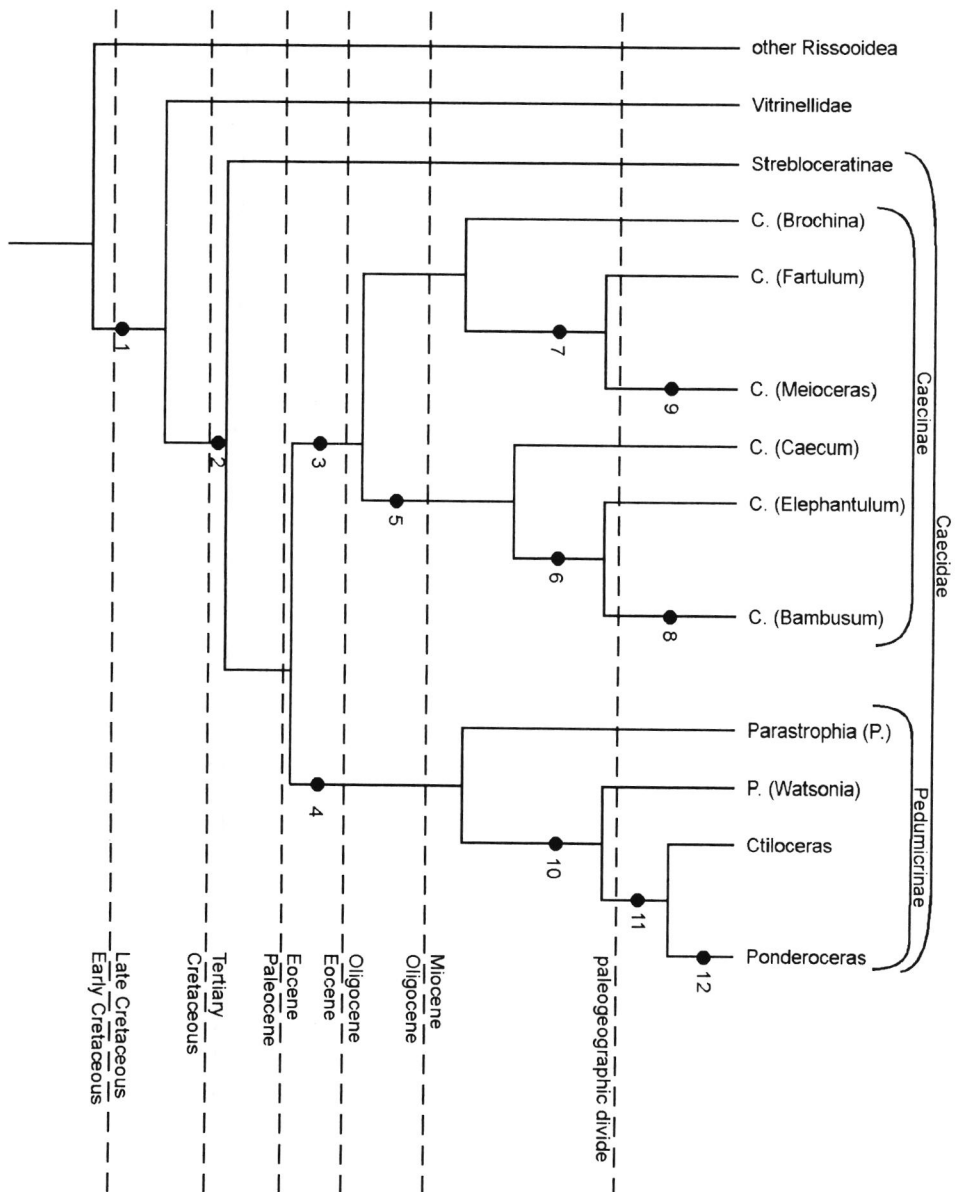 other Rissooidea
Vitrinellidae
Strebloceratinae
C. (Brochina)
C. (Fartulum)
C. (Meioceras)
C. (Caecum)
C. (Elephantulum)
C. (Bambusum)
Parastrophia (P.)
P. (Watsonia)
Ctiloceras
Ponderoceras
Caecinae
Caecidae
Pedumicrinae
1
2
3
4
5
6
7
8
9
10
11
12
Late Cretaceous
Early Cretaceous
Tertiary
Cretaceous
Eocene
Paleocene
Oligocene
Eocene
Miocene
Oligocene
paleogeographic divide